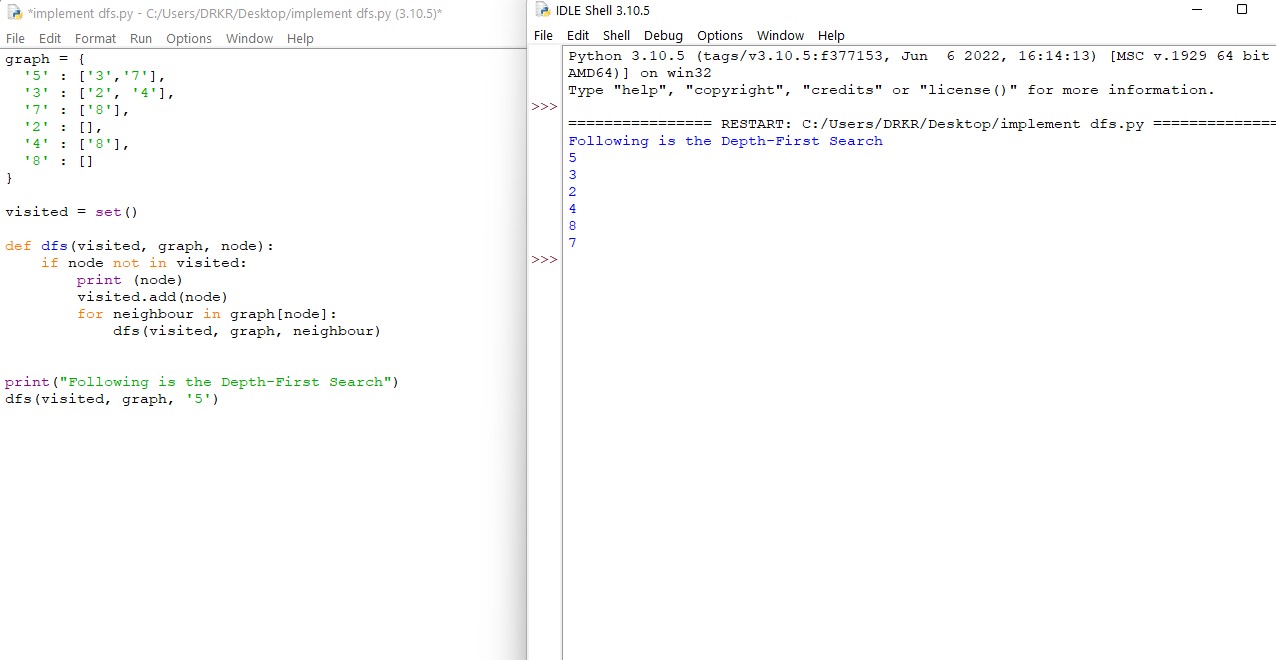 *implement dfs.py - C:/Users/DRKR/Desktop/implement dfs.py (3.10.5)*
File Edit Format Run Options Window Help
graph = {
  '5' : ['3','7'],
  '3' : ['2', '4'],
  '7' : ['8'],
  '2' : [],
  '4' : ['8'],
  '8' : []
}
visited = set()
def dfs(visited, graph, node):
    if node not in visited:
        print (node)
        visited.add(node)
        for neighbour in graph[node]:
            dfs(visited, graph, neighbour)
print("Following is the Depth-First Search")
dfs(visited, graph, '5')
IDLE Shell 3.10.5
File Edit Shell Debug Options Window Help
Python 3.10.5 (tags/v3.10.5:f377153, Jun  6 2022, 16:14:13) [MSC v.1929 64 bit
AMD64)] on win32
Type "help", "copyright", "credits" or "license()" for more information.
>>>
================ RESTART: C:/Users/DRKR/Desktop/implement dfs.py ==============
Following is the Depth-First Search
5
3
2
4
8
7
>>>